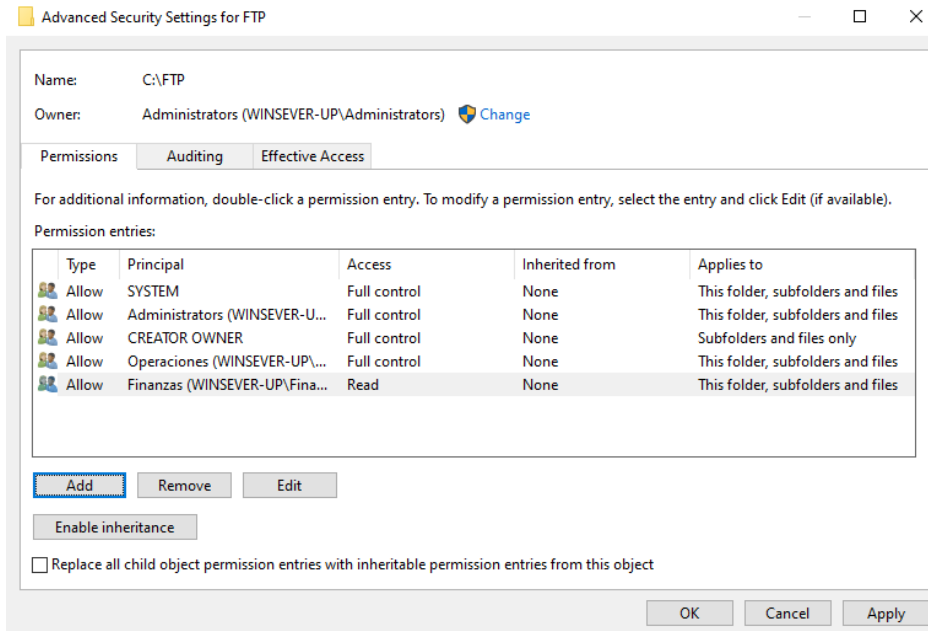 Advanced Security Settings for FTP
Name: C:\FTP
Owner: Administrators (WINSEVER-UP\Administrators) Change
Permissions Auditing Effective Access
For additional information, double-click a permission entry. To modify a permission entry, select the entry and click Edit (if available).
Permission entries:
Type Principal Access Inherited from Applies to
Allow SYSTEM Full control None This folder, subfolders and files
Allow Administrators (WINSEVER-U... Full control None This folder, subfolders and files
Allow CREATOR OWNER Full control None Subfolders and files only
Allow Operaciones (WINSEVER-UP\... Full control None This folder, subfolders and files
Allow Finanzas (WINSEVER-UP\Fina... Read None This folder, subfolders and files
Add Remove Edit
Enable inheritance
Replace all child object permission entries with inheritable permission entries from this object
OK Cancel Apply